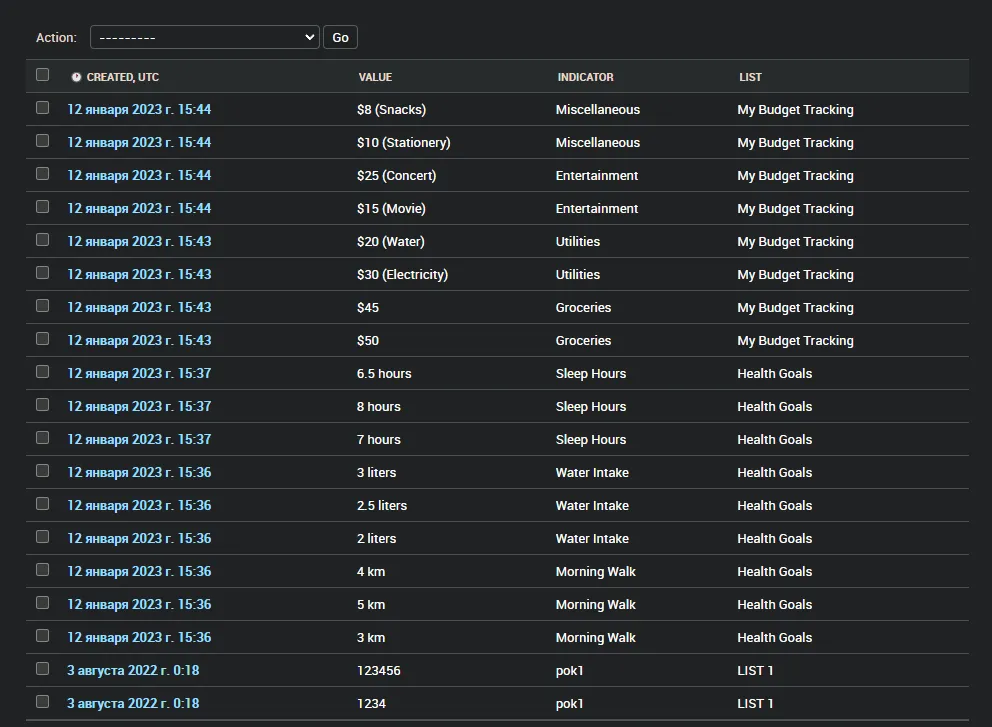 Action: --------- Go
CREATED, UTC VALUE INDICATOR LIST
12 января 2023 г. 15:44 $8 (Snacks) Miscellaneous My Budget Tracking
12 января 2023 г. 15:44 $10 (Stationery) Miscellaneous My Budget Tracking
12 января 2023 г. 15:44 $25 (Concert) Entertainment My Budget Tracking
12 января 2023 г. 15:44 $15 (Movie) Entertainment My Budget Tracking
12 января 2023 г. 15:43 $20 (Water) Utilities My Budget Tracking
12 января 2023 г. 15:43 $30 (Electricity) Utilities My Budget Tracking
12 января 2023 г. 15:43 $45 Groceries My Budget Tracking
12 января 2023 г. 15:43 $50 Groceries My Budget Tracking
12 января 2023 г. 15:37 6.5 hours Sleep Hours Health Goals
12 января 2023 г. 15:37 8 hours Sleep Hours Health Goals
12 января 2023 г. 15:37 7 hours Sleep Hours Health Goals
12 января 2023 г. 15:36 3 liters Water Intake Health Goals
12 января 2023 г. 15:36 2.5 liters Water Intake Health Goals
12 января 2023 г. 15:36 2 liters Water Intake Health Goals
12 января 2023 г. 15:36 4 km Morning Walk Health Goals
12 января 2023 г. 15:36 5 km Morning Walk Health Goals
12 января 2023 г. 15:36 3 km Morning Walk Health Goals
3 августа 2022 г. 0:18 123456 pok1 LIST 1
3 августа 2022 г. 0:18 1234 pok1 LIST 1